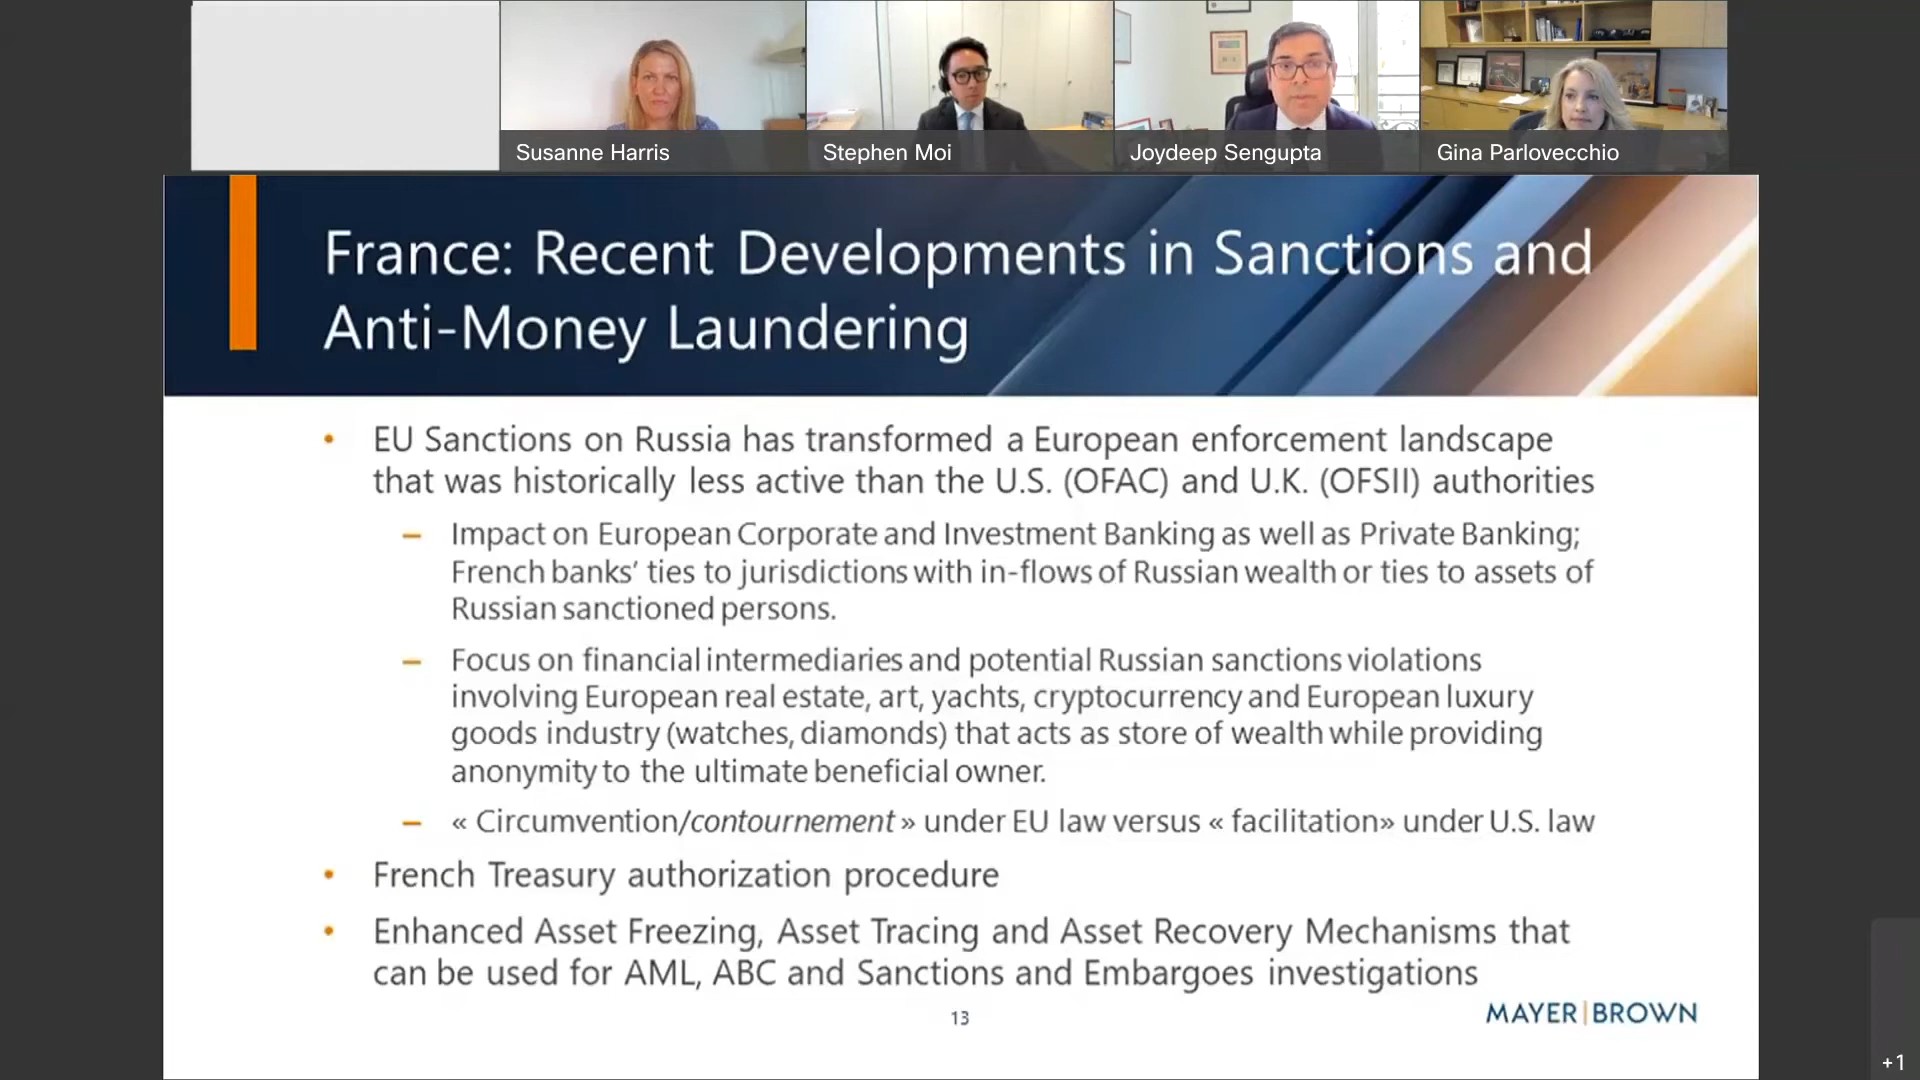 Susanne Harris
Stephen Moi
Joydeep Sengupta
Gina Parlovecchio
France: Recent Developments in Sanctions and
Anti-Money Laundering
• EU Sanctions on Russia has transformed a European enforcement landscape
that was historically less active than the U.S. (OFAC) and U.K. (OFSII) authorities
– Impact on European Corporate and Investment Banking as well as Private Banking;
French banks’ ties to jurisdictions with in-flows of Russian wealth or ties to assets of
Russian sanctioned persons.
– Focus on financial intermediaries and potential Russian sanctions violations
involving European real estate, art, yachts, cryptocurrency and European luxury
goods industry (watches, diamonds) that acts as store of wealth while providing
anonymity to the ultimate beneficial owner.
– « Circumvention/contournement » under EU law versus « facilitation» under U.S. law
• French Treasury authorization procedure
• Enhanced Asset Freezing, Asset Tracing and Asset Recovery Mechanisms that
can be used for AML, ABC and Sanctions and Embargoes investigations
13
MAYER|BROWN
+1